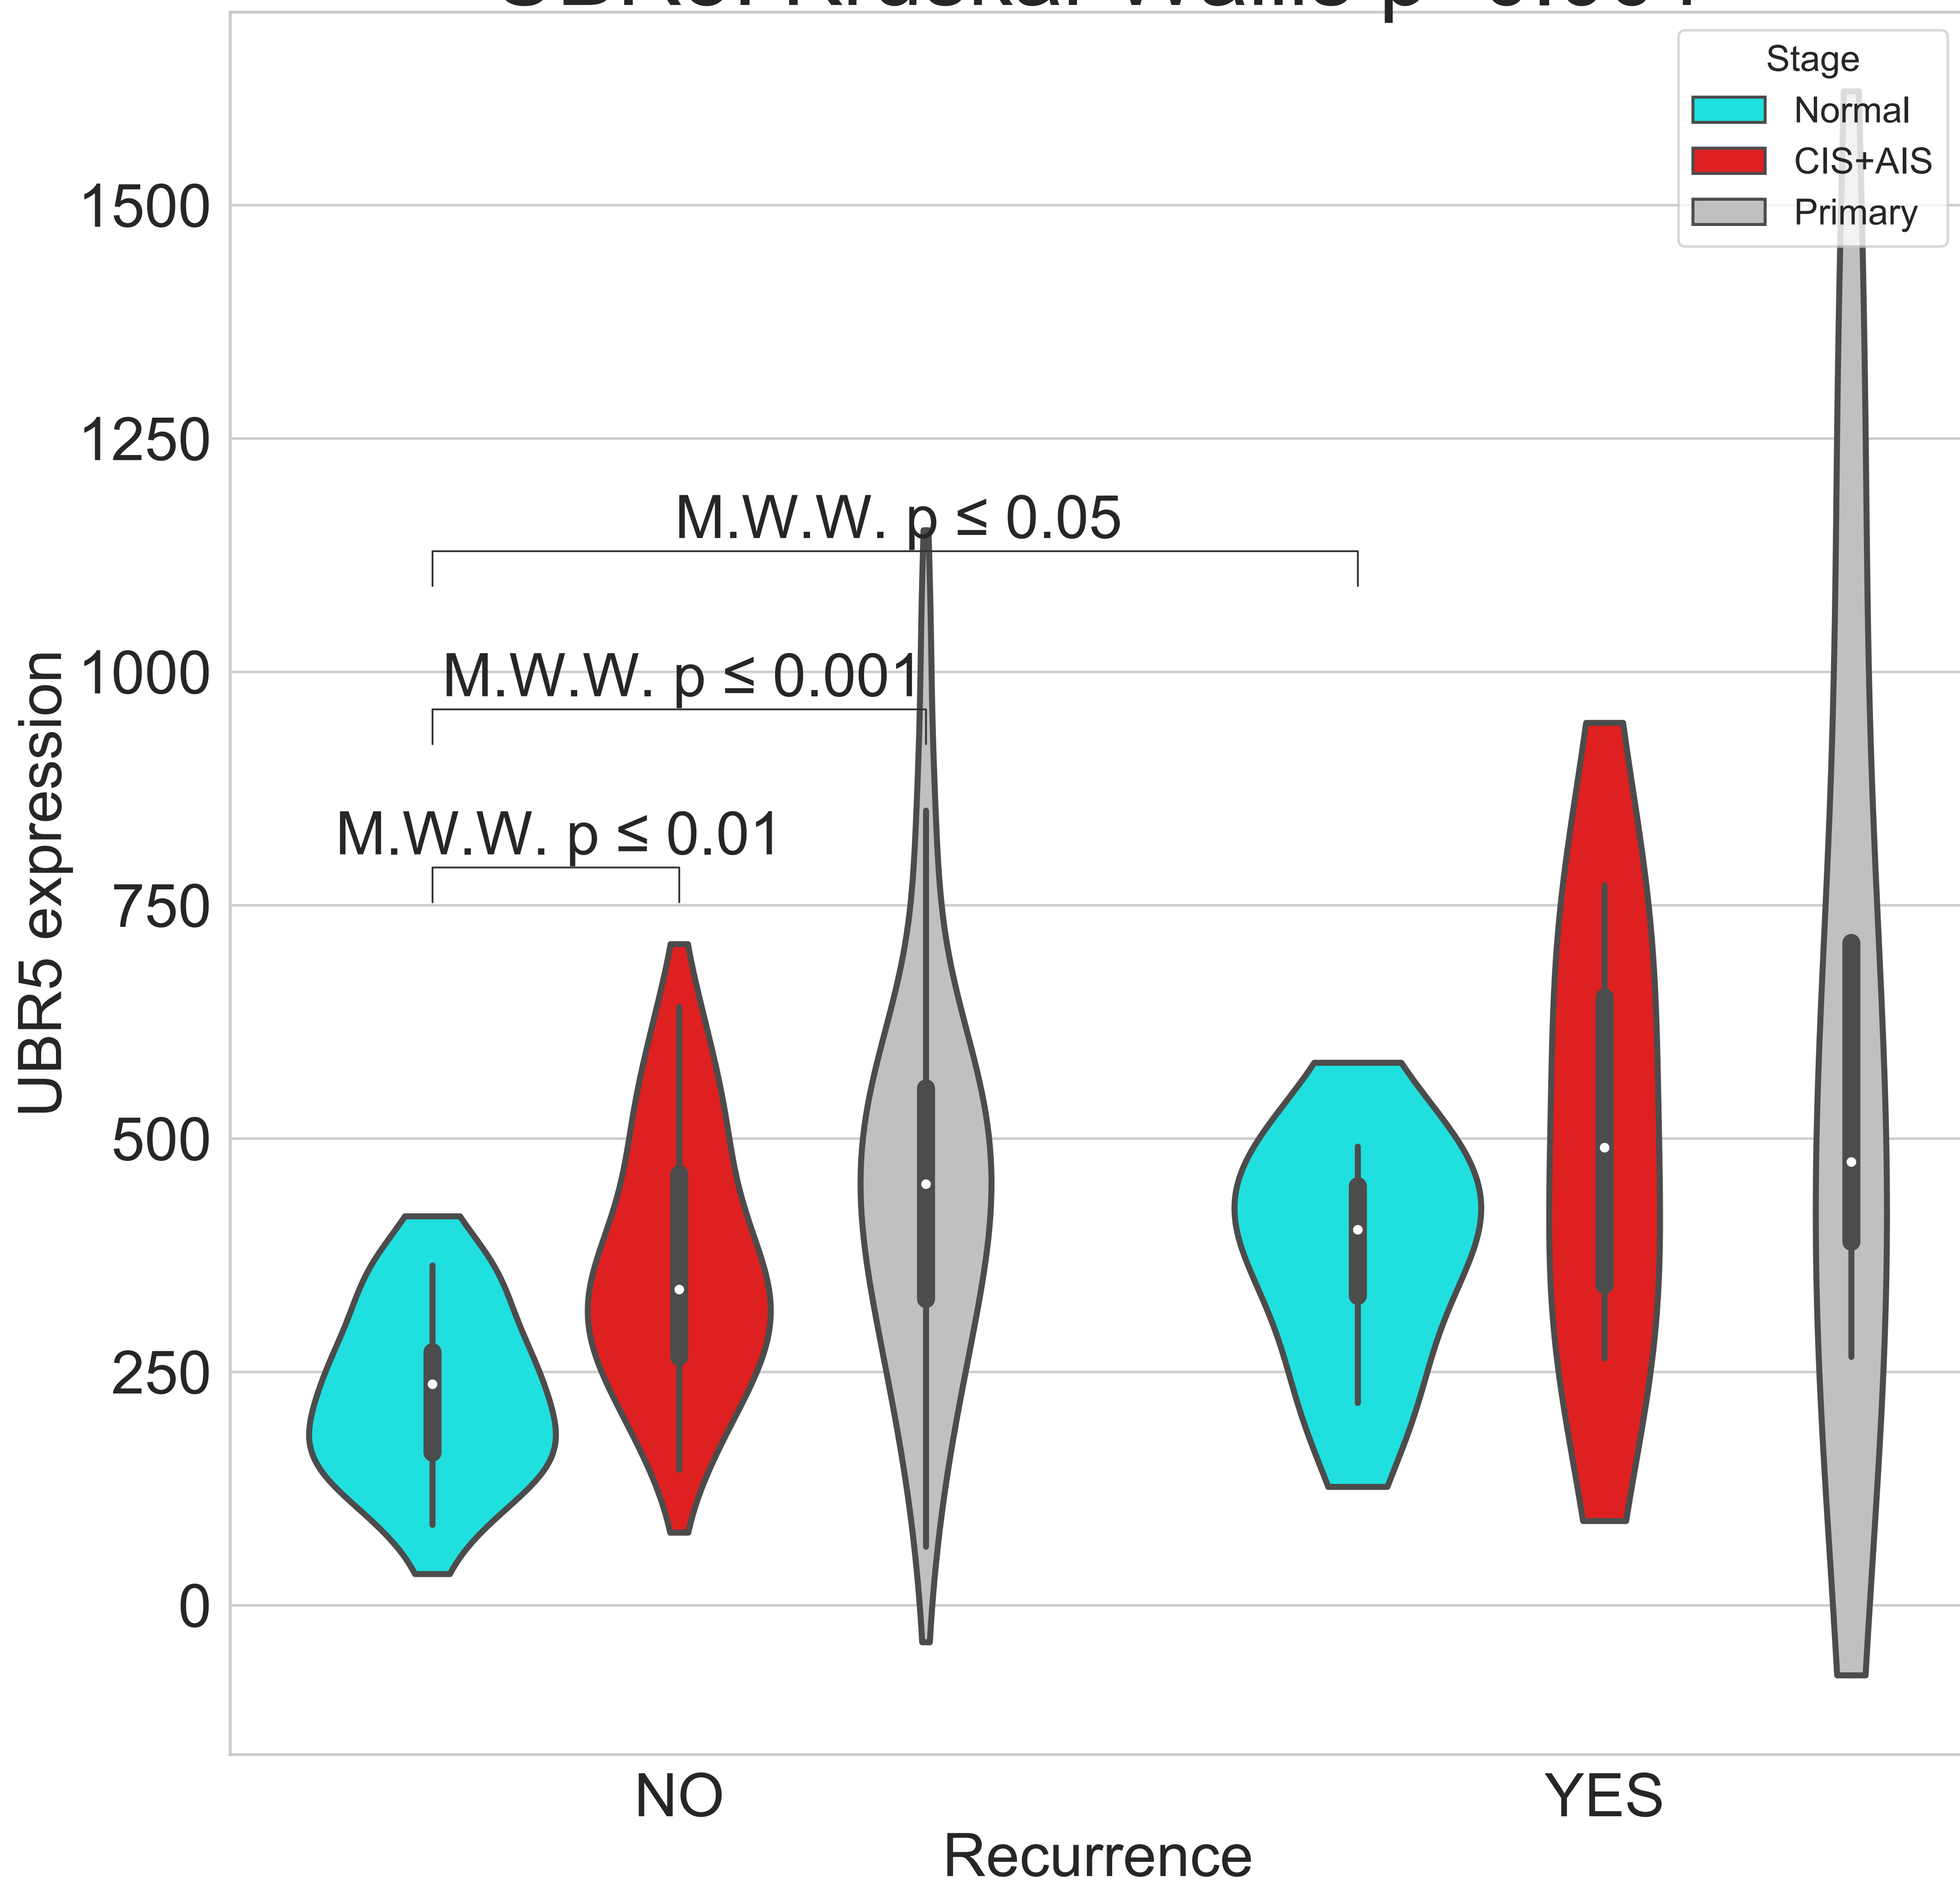 Stage
Normal
CIS+AIS
Primary
1500
1250
1000
750
500
250
0
UBR5 expression
M.W.W. p ≤ 0.05
M.W.W. p ≤ 0.001
M.W.W. p ≤ 0.01
NO
YES
Recurrence